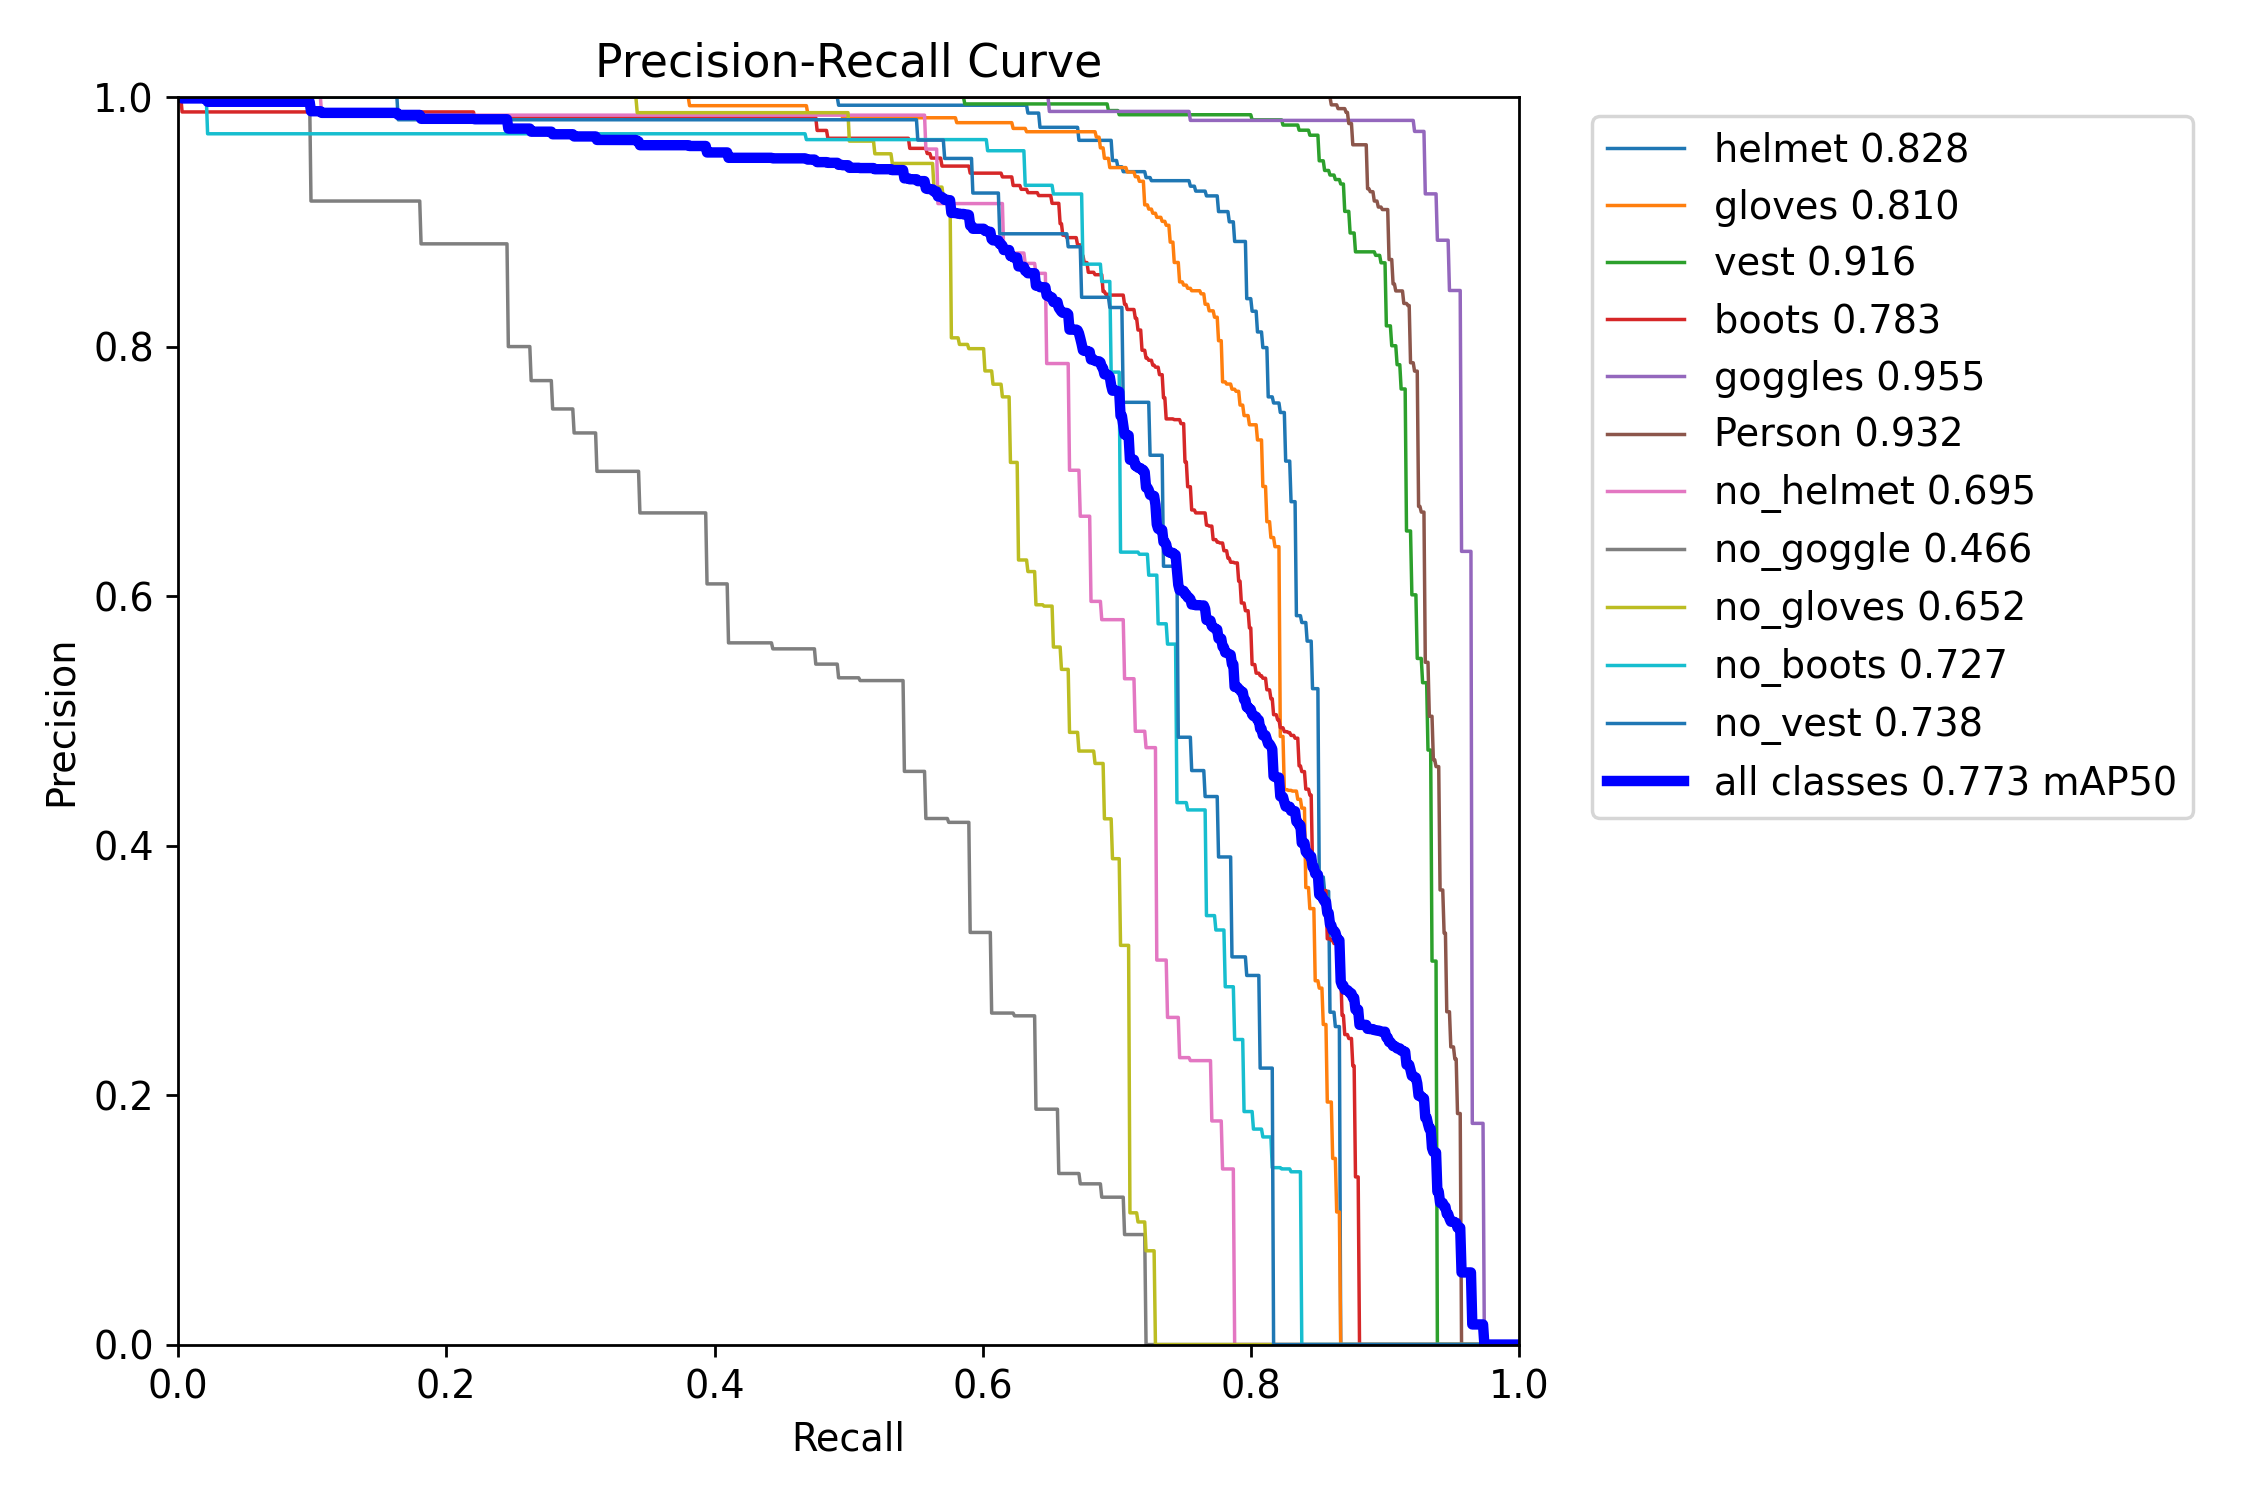 Precision-Recall Curve
1.0
0.8
0.6
0.4
0.2
0.0
Precision
0.0 0.2 0.4 0.6 0.8 1.0
Recall
helmet 0.828
gloves 0.810
vest 0.916
boots 0.783
goggles 0.955
Person 0.932
no_helmet 0.695
no_goggle 0.466
no_gloves 0.652
no_boots 0.727
no_vest 0.738
all classes 0.773 mAP50